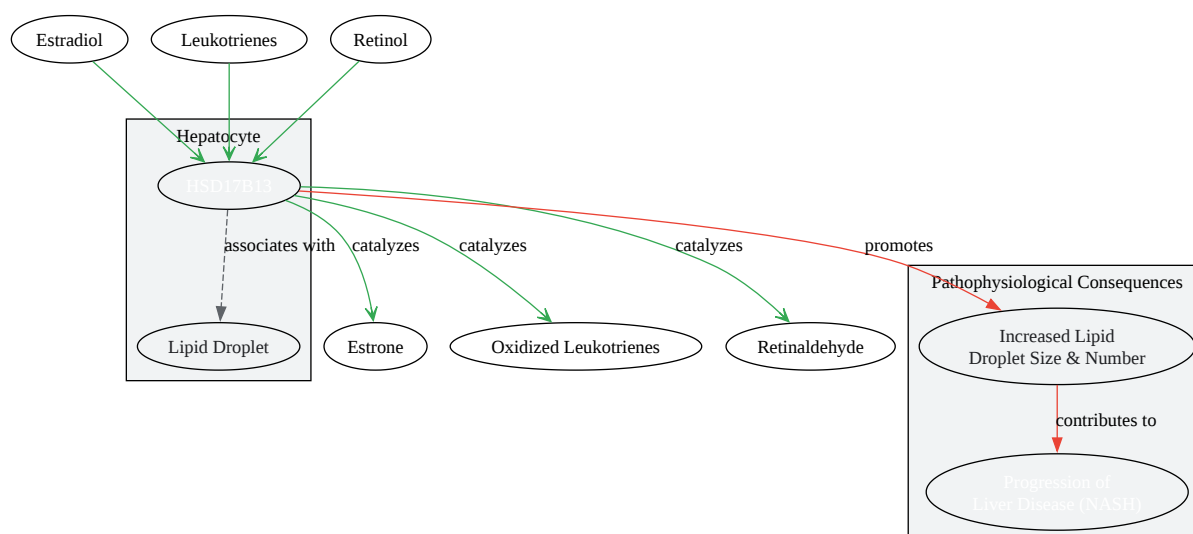 Estradiol
Leukotrienes
Retinol
Hepatocyte
HSD17B13
associates with
catalyzes
catalyzes
catalyzes
promotes
Pathophysiological Consequences
Lipid Droplet
Estrone
Oxidized Leukotrienes
Retinaldehyde
Increased Lipid
Droplet Size & Number
contributes to
Progression of
Liver Disease (NASH)